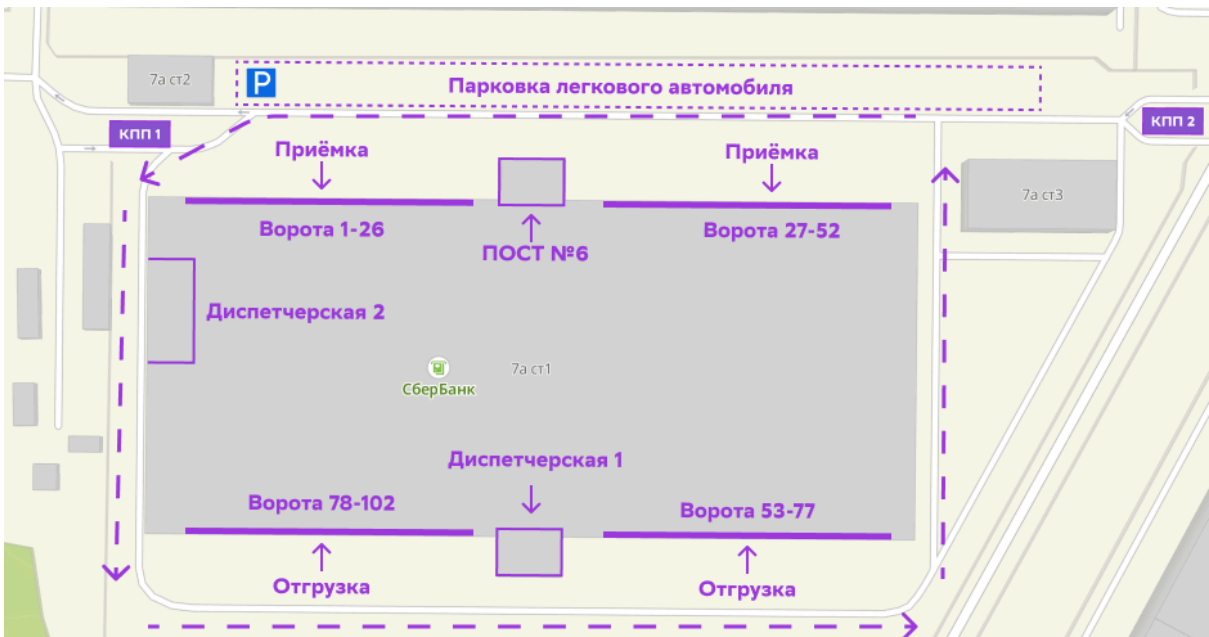 7а ст2
P
Парковка легкового автомобиля
КПП 1
КПП 2
Приёмка
Приёмка
7а ст3
Ворота 1-26
Ворота 27-52
ПОСТ №6
Диспетчерская 2
7а ст1
СберБанк
Диспетчерская 1
Ворота 78-102
Ворота 53-77
Отгрузка
Отгрузка